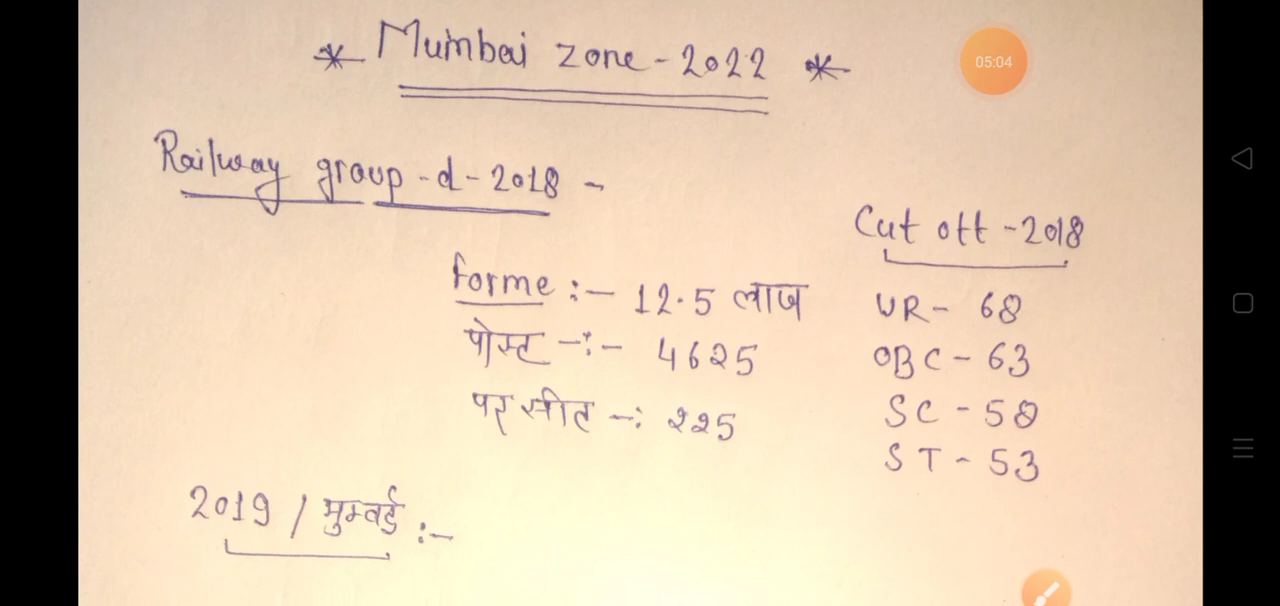 * Mumbai zone - 2022 *
05:04
Railway group - d - 2018 -
Cut off - 2018
forme :- 12.5 लाख
UR - 68
पोस्ट -:- 4625
OBC - 63
पर सीट -: 225
SC - 58
ST - 53
2019 / मुम्बई :-